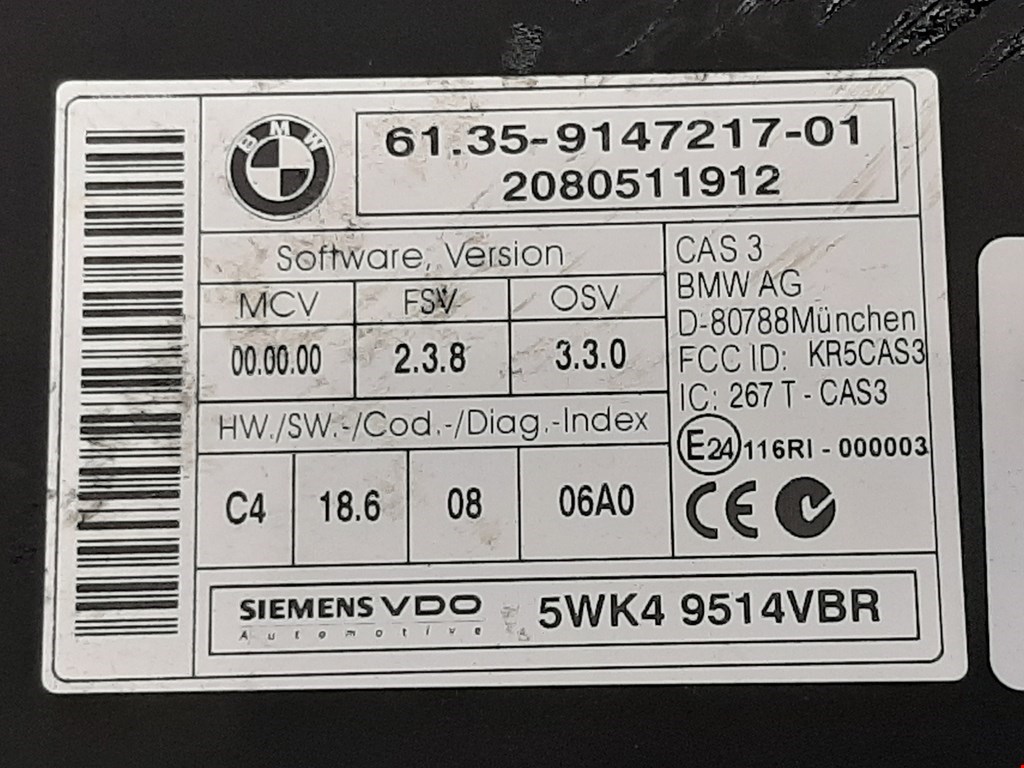 BMW
61.35-9147217-01
2080511912
Software, Version
MCV FSV OSV
00.00.00 2.3.8 3.3.0
HW./SW.-/Cod.-/Diag.-Index
C4 18.6 08 06A0
CAS 3
BMW AG
D-80788München
FCC ID: KR5CAS3
IC: 267 T - CAS3
E24 116RI - 000003
CE
SIEMENS VDO
Automotive
5WK4 9514VBR